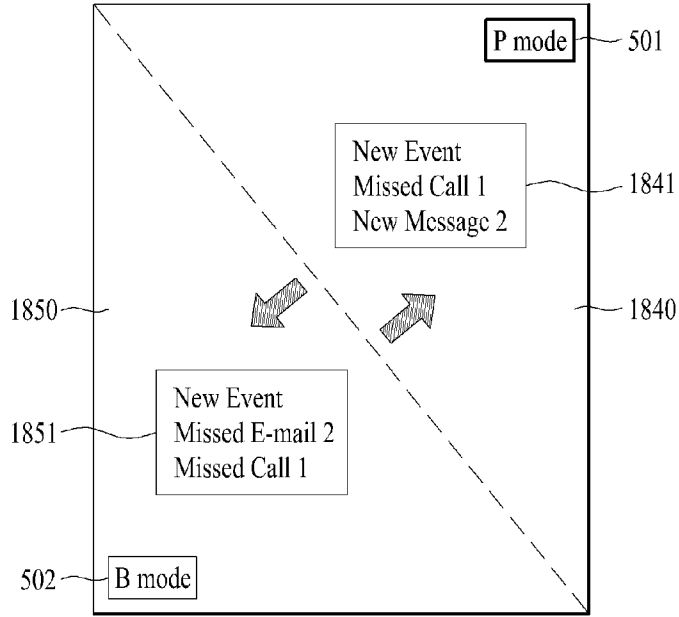 P mode
501
New Event
Missed Call 1
New Message 2
1841
1850
1840
New Event
Missed E-mail 2
Missed Call 1
1851
502
B mode